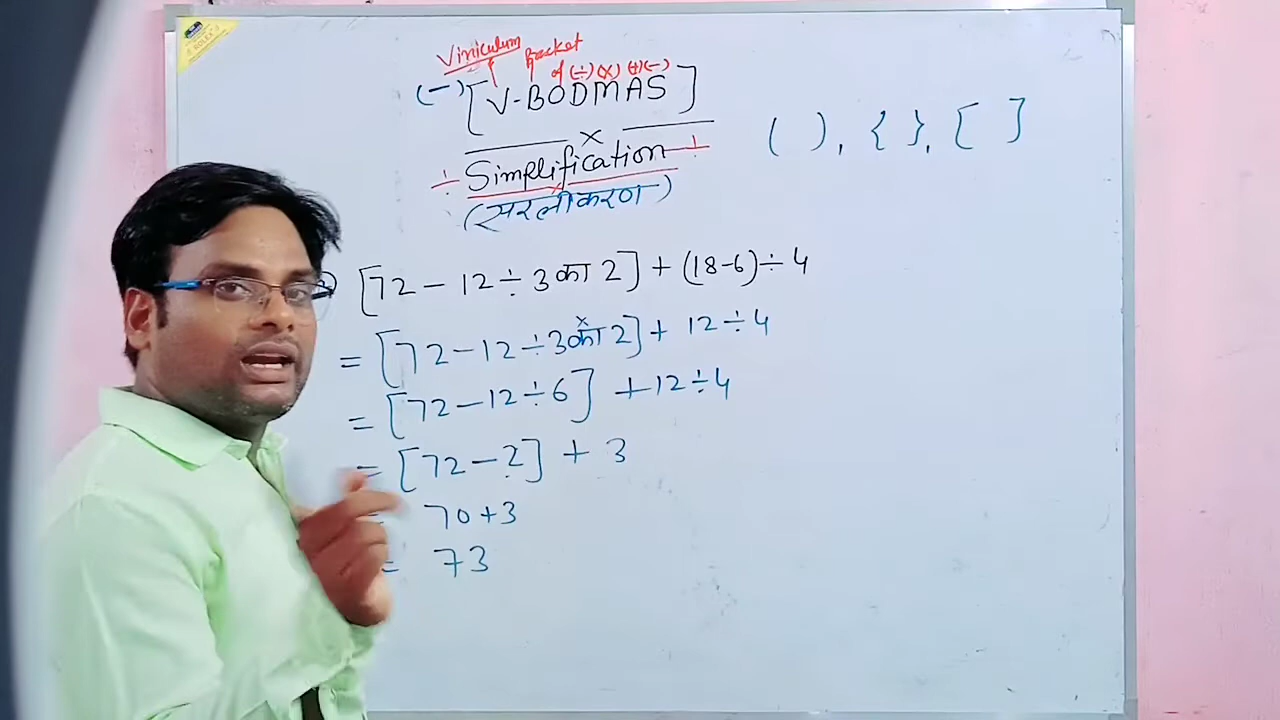 Viniculum Bracket
of (÷)(×)(+)(−)
(−) [V-BODMAS]
( ), { }, [ ]
×
÷ Simplification ÷
(सरलीकरण)
[72 − 12 ÷ 3 का 2] + (18-6) ÷ 4
= [72 − 12 ÷ 3 का 2] + 12 ÷ 4
×
= [72 − 12 ÷ 6] + 12 ÷ 4
= [72 − 2] + 3
= 70 + 3
= 73